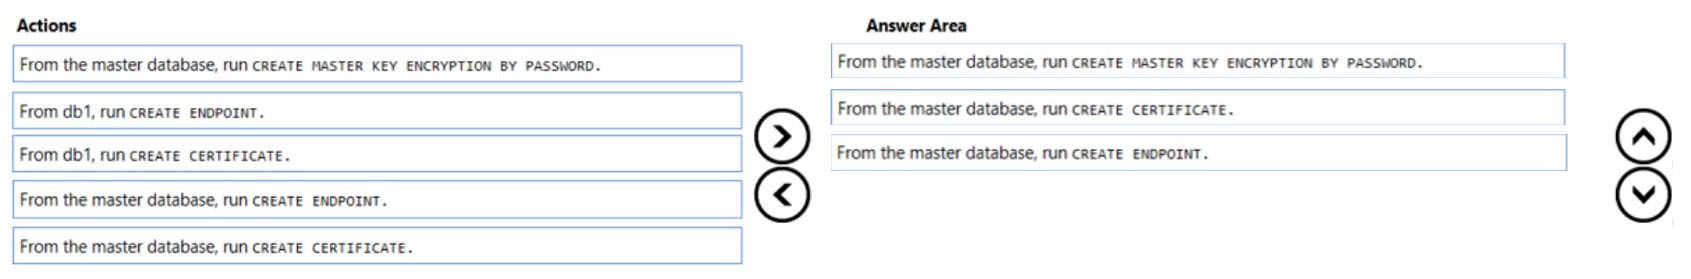 Actions
From the master database, run CREATE MASTER KEY ENCRYPTION BY PASSWORD.
From db1, run CREATE ENDPOINT.
From db1, run CREATE CERTIFICATE.
From the master database, run CREATE ENDPOINT.
From the master database, run CREATE CERTIFICATE.
Answer Area
From the master database, run CREATE MASTER KEY ENCRYPTION BY PASSWORD.
From the master database, run CREATE CERTIFICATE.
From the master database, run CREATE ENDPOINT.